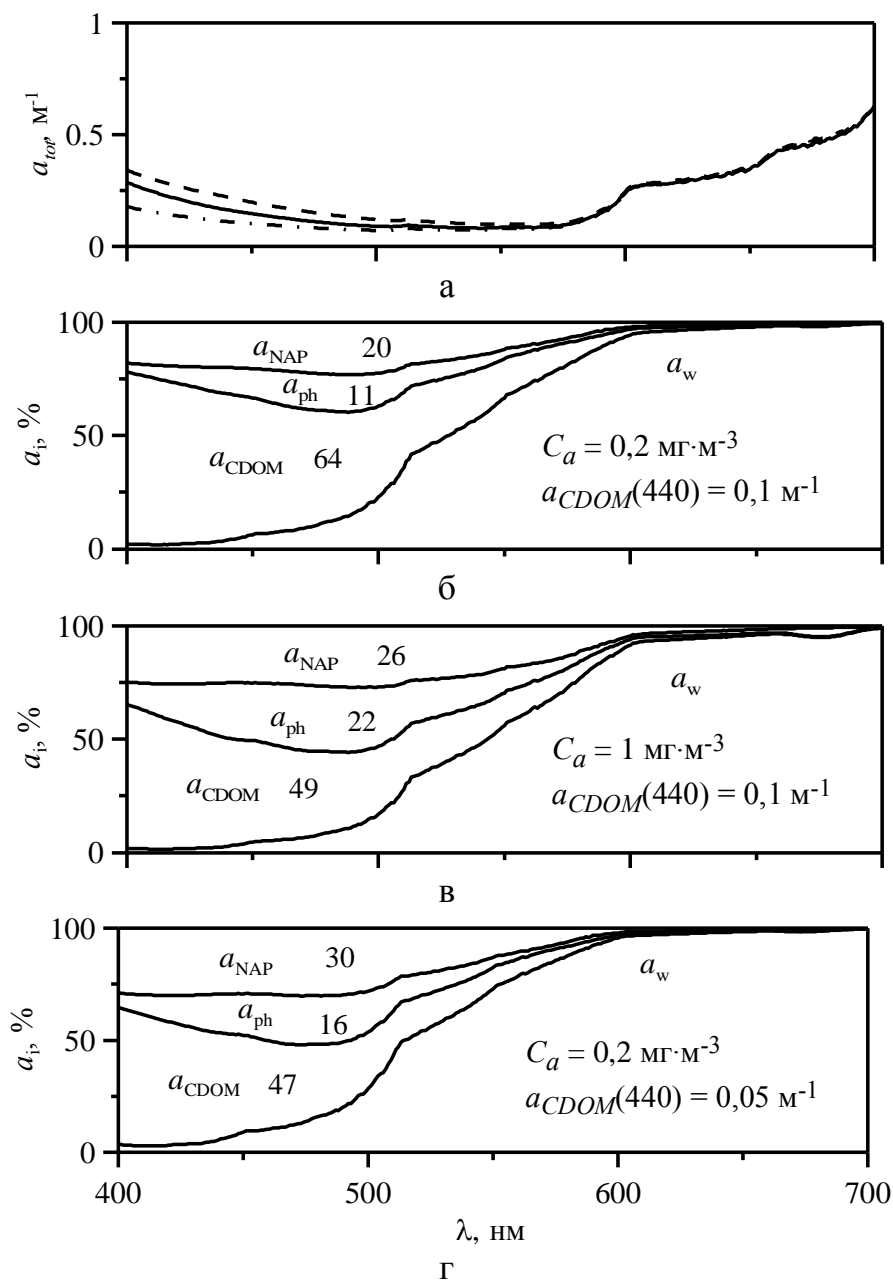 1
a_tot, м⁻¹
0.5
0
а
100
a_NAP 20
a_ph 11
a_w
a_i, %
50
a_CDOM 64
C_a = 0,2 мг·м⁻³
a_CDOM(440) = 0,1 м⁻¹
0
б
100
a_NAP 26
a_w
a_ph 22
a_i, %
50
C_a = 1 мг·м⁻³
a_CDOM 49
a_CDOM(440) = 0,1 м⁻¹
0
в
100
a_NAP 30
a_w
a_ph 16
a_i, %
50
C_a = 0,2 мг·м⁻³
a_CDOM 47
a_CDOM(440) = 0,05 м⁻¹
0
400 500 600 700
λ, нм
г